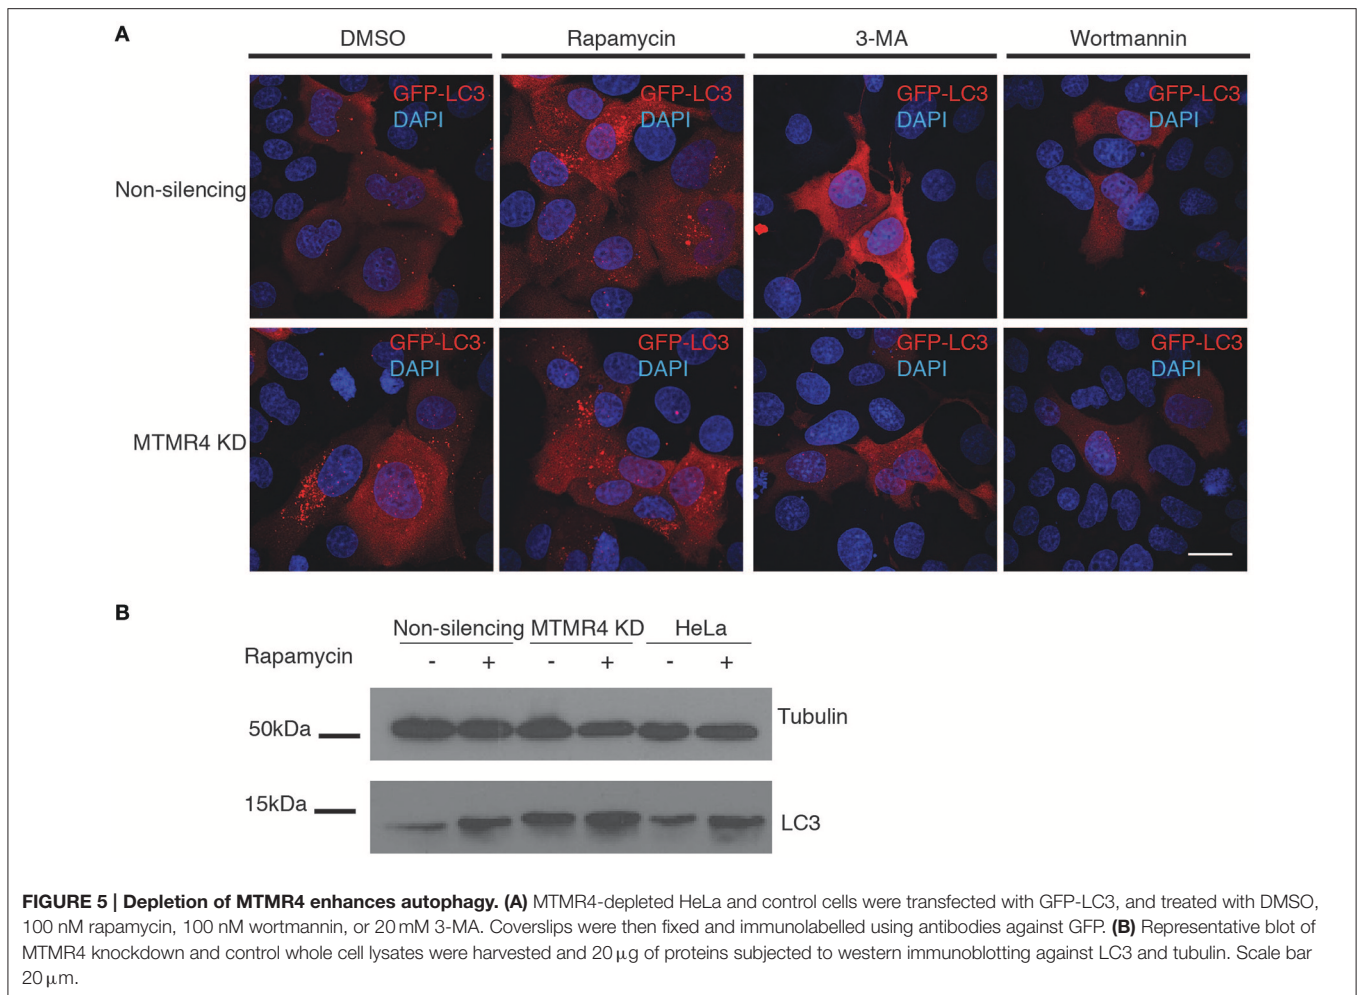 A
DMSO Rapamycin 3-MA Wortmannin
GFP-LC3 GFP-LC3 GFP-LC3 GFP-LC3
DAPI DAPI DAPI DAPI
Non-silencing
GFP-LC3 GFP-LC3 GFP-LC3 GFP-LC3
DAPI DAPI DAPI DAPI
MTMR4 KD
B
Non-silencing MTMR4 KD HeLa
Rapamycin - + - + - +
Tubulin
50kDa
15kDa
LC3
FIGURE 5 | Depletion of MTMR4 enhances autophagy. (A) MTMR4-depleted HeLa and control cells were transfected with GFP-LC3, and treated with DMSO,
100 nM rapamycin, 100 nM wortmannin, or 20 mM 3-MA. Coverslips were then fixed and immunolabelled using antibodies against GFP. (B) Representative blot of
MTMR4 knockdown and control whole cell lysates were harvested and 20 μg of proteins subjected to western immunoblotting against LC3 and tubulin. Scale bar
20 μm.